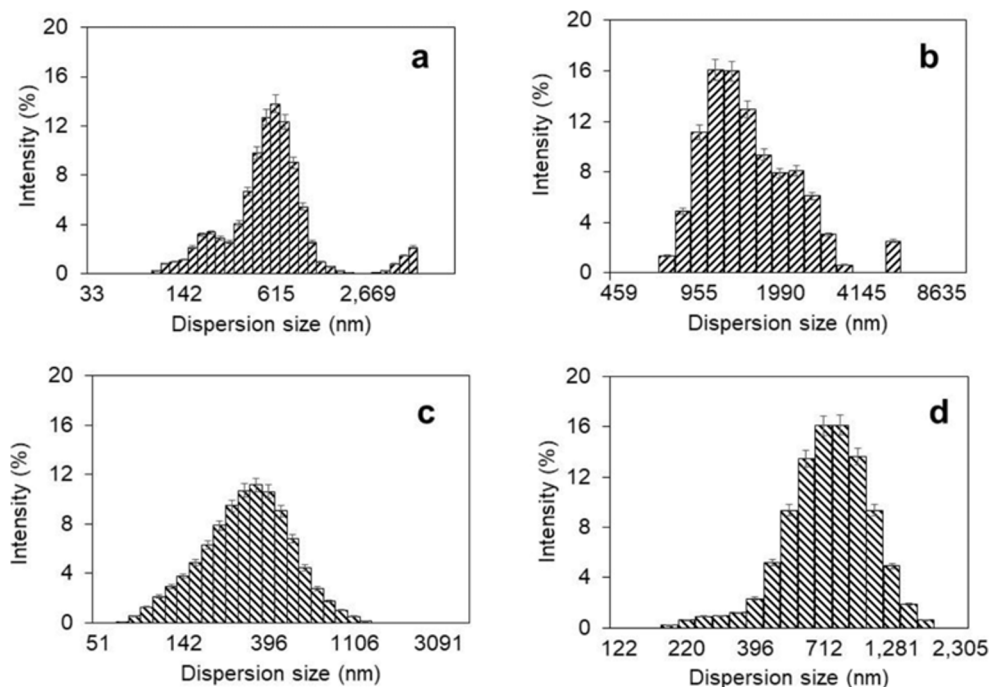 a
20
16
12
8
4
0
Intensity (%)
33 142 615 2,669
Dispersion size (nm)
b
20
16
12
8
4
0
Intensity (%)
459 955 1990 4145 8635
Dispersion size (nm)
c
20
16
12
8
4
0
Intensity (%)
51 142 396 1106 3091
Dispersion size (nm)
d
20
16
12
8
4
0
Intensity (%)
122 220 396 712 1,281 2,305
Dispersion size (nm)